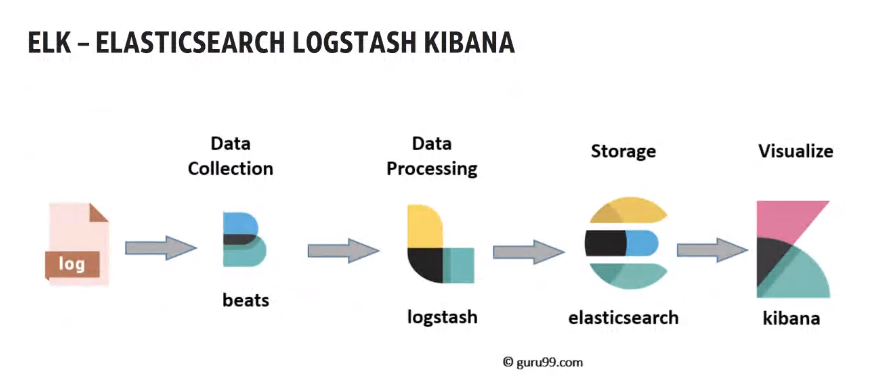 ELK – ELASTICSEARCH LOGSTASH KIBANA
Data
Collection
Data
Processing
Storage
Visualize
log
beats
logstash
elasticsearch
kibana
© guru99.com